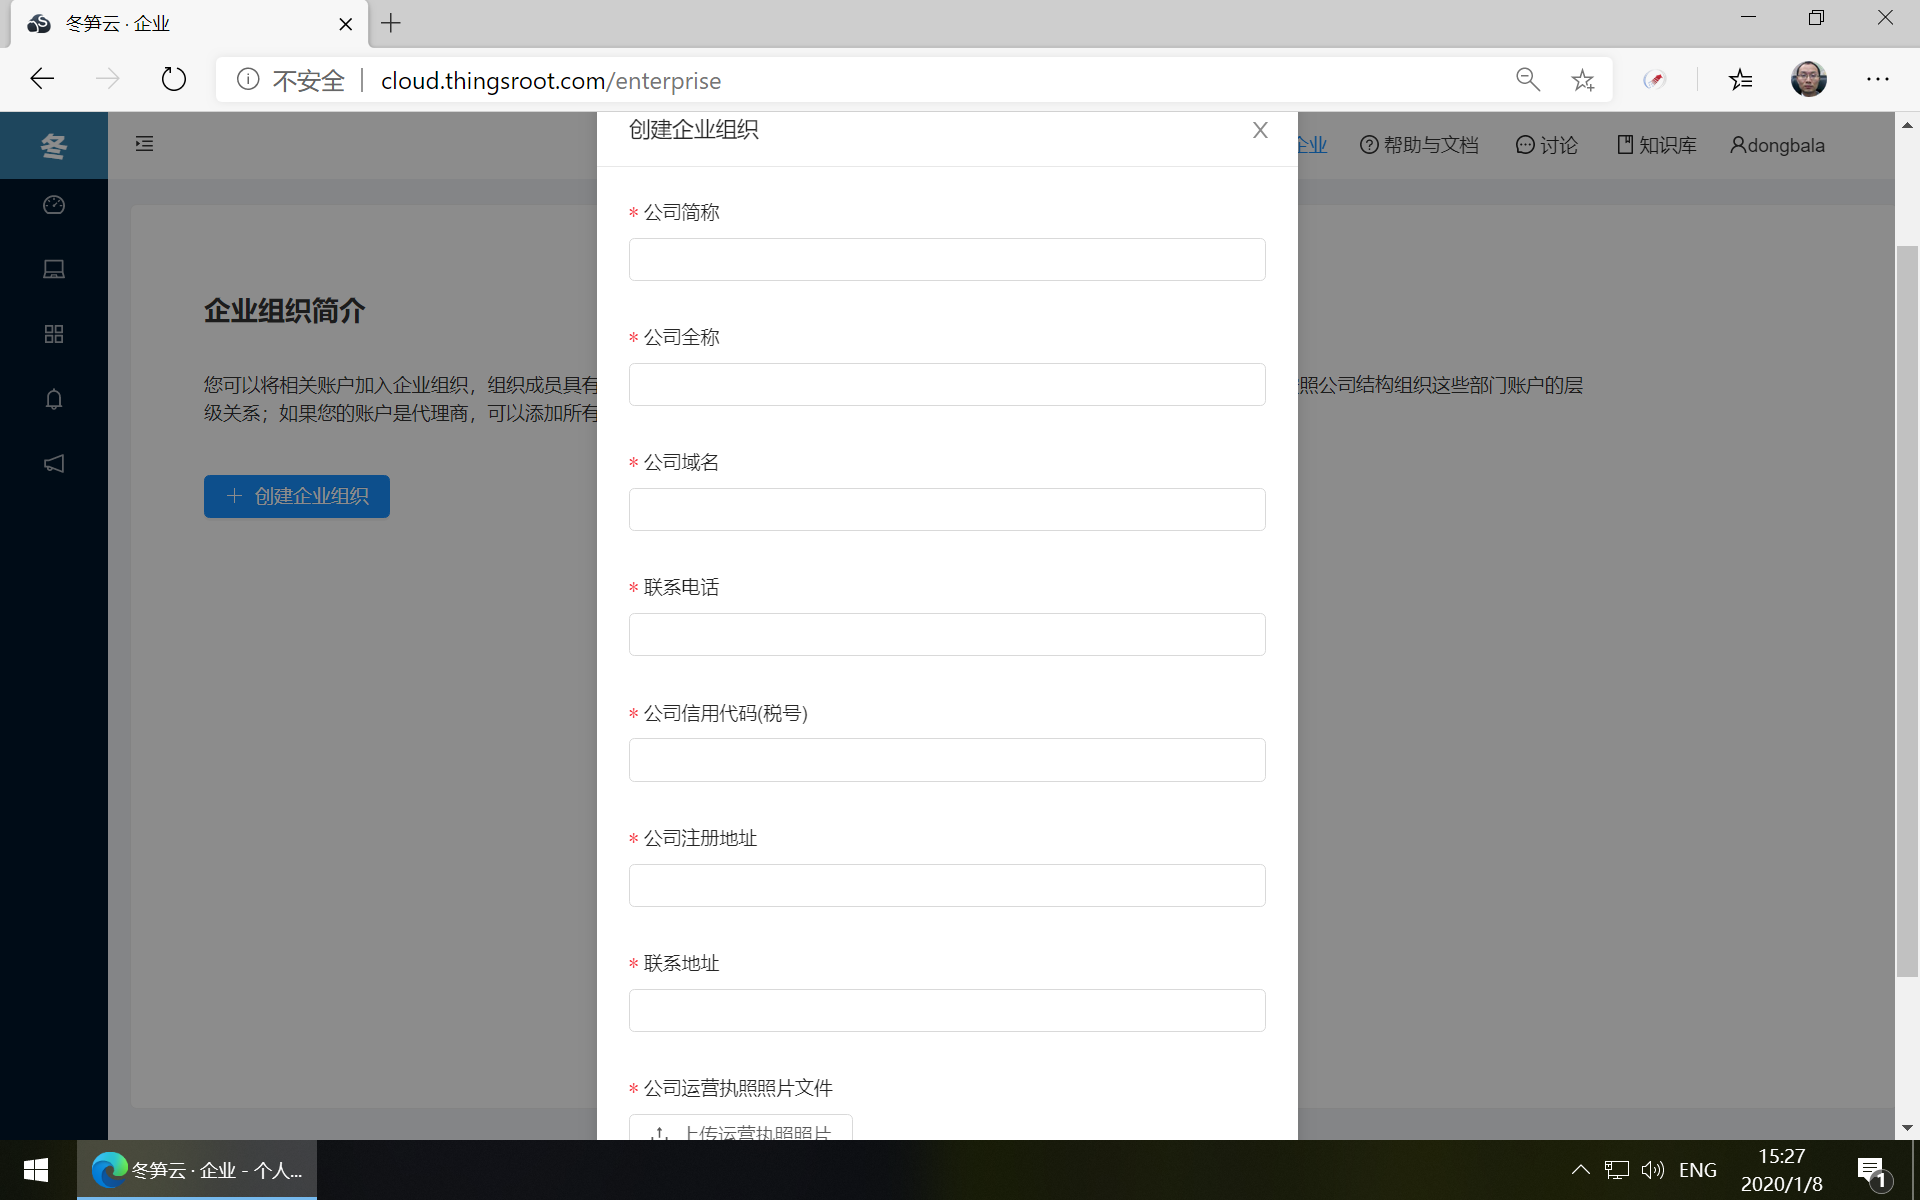 冬笋云 · 企业
不安全
cloud.thingsroot.com/enterprise
冬
创建企业组织
企业
帮助与文档
讨论
知识库
dongbala
* 公司简称
企业组织简介
* 公司全称
您可以将相关账户加入企业组织，组织成员具有
照公司结构组织这些部门账户的层
级关系；如果您的账户是代理商，可以添加所有
* 公司域名
+ 创建企业组织
* 联系电话
* 公司信用代码(税号)
* 公司注册地址
* 联系地址
* 公司运营执照照片文件
上传运营执照照片
冬笋云 · 企业 - 个人...
ENG
15:27
2020/1/8
1